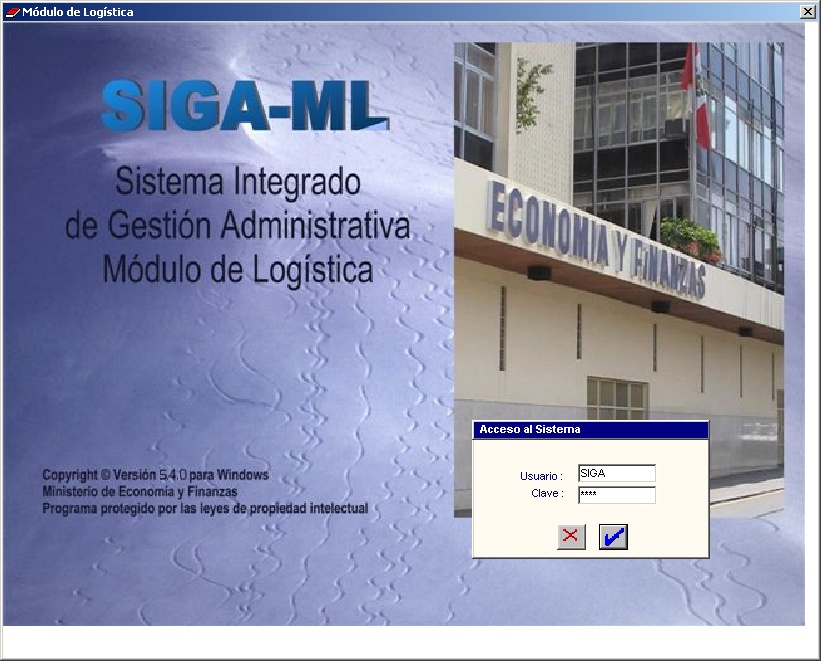 Módulo de Logística
SIGA-ML
Sistema Integrado
de Gestión Administrativa
Módulo de Logística
ECONOMIA Y FINANZAS
Acceso al Sistema
Usuario : SIGA
Clave : ****
Copyright © Versión 5.4.0 para Windows
Ministerio de Economía y Finanzas
Programa protegido por las leyes de propiedad intelectual